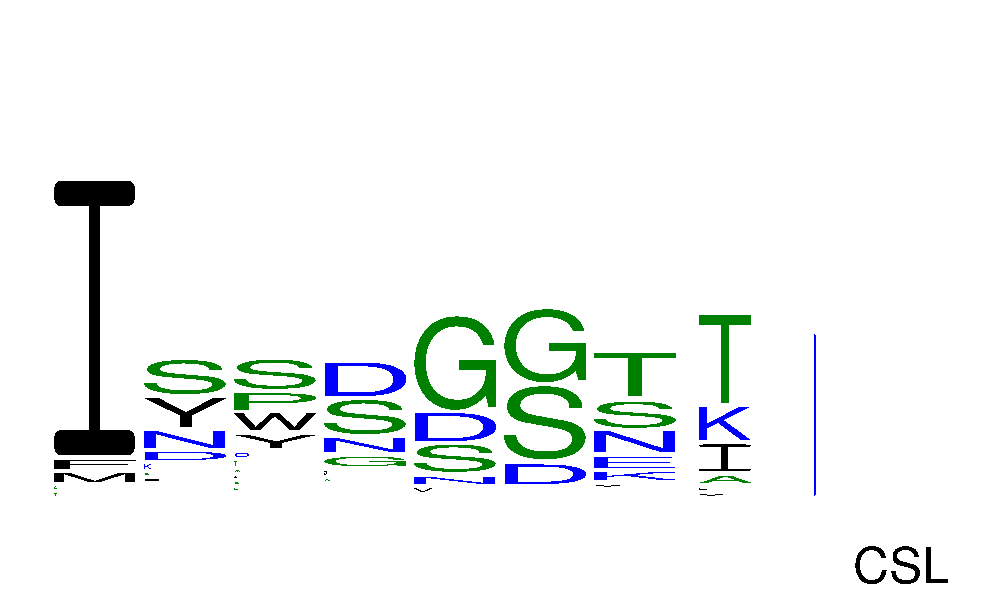 I S S D G G T T
F Y P S D S S K
M N W N S D N I
D Y G N E A
K
CSL